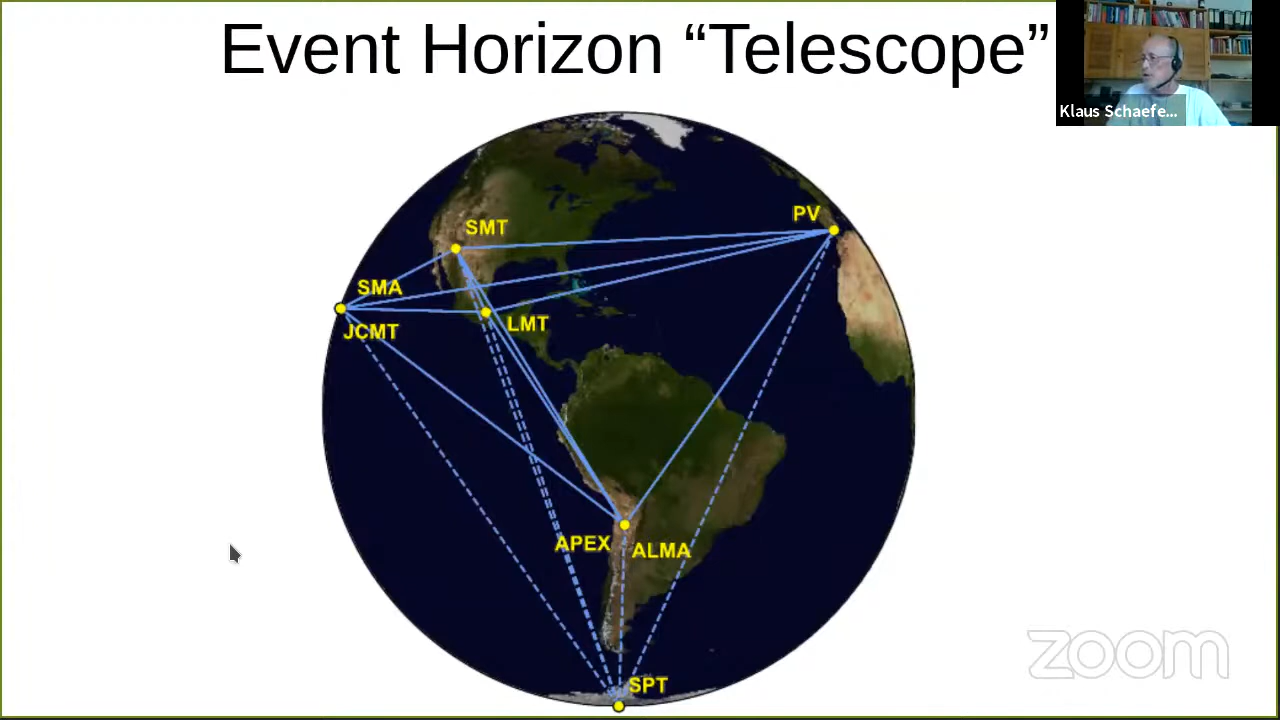 Event Horizon “Telescope”
Klaus Schaefe...
PV
SMT
SMA
LMT
JCMT
APEX
ALMA
SPT
zoom